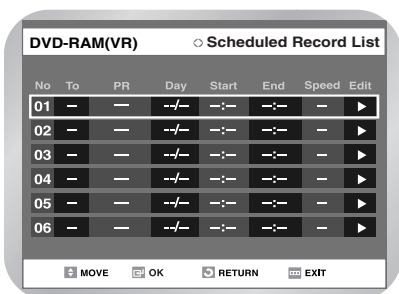 DVD-RAM(VR) Scheduled Record List
No To PR Day Start End Speed Edit
01 – — --/– –:– –:– – ►
02 – — --/– –:– –:– – ►
03 – — --/– –:– –:– – ►
04 – — --/– –:– –:– – ►
05 – — --/– –:– –:– – ►
06 – — --/– –:– –:– – ►
MOVE OK RETURN EXIT